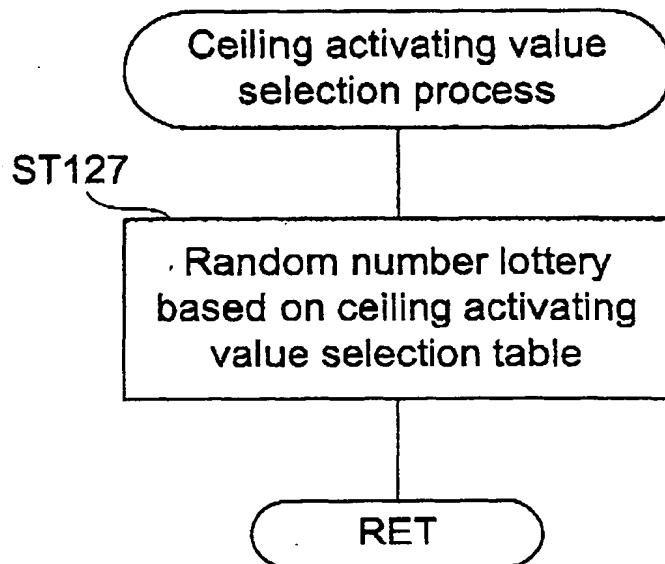 Ceiling activating value
selection process
ST127
Random number lottery
based on ceiling activating
value selection table
RET